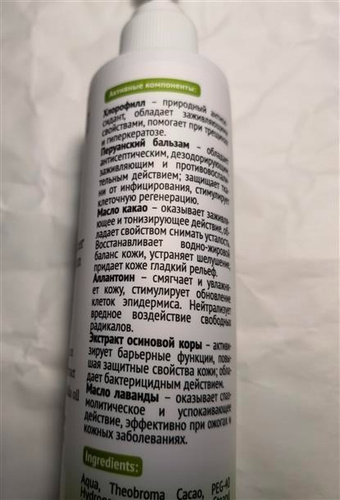 Активные компоненты:
Хлорофилл – природный антиок-
сидант, обладает заживляющими
свойствами, помогает при трещинах
и гиперкератозе.
Перуанский бальзам – обладает
антисептическим, дезодорирующим,
заживляющим и противовоспали-
тельным действием; защищает тка-
ни от инфицирования, стимулирует
клеточную регенерацию.
Масло какао – оказывает заживля-
ющее и тонизирующее действие, об-
ладает свойством снимать усталость.
Восстанавливает водно-жировой
баланс кожи, устраняет шелушение,
придает коже гладкий рельеф.
Аллантоин – смягчает и увлажня-
ет кожу, стимулирует обновление
клеток эпидермиса. Нейтрализует
вредное воздействие свободных
радикалов.
Экстракт осиновой коры – активи-
зирует барьерные функции, повы-
шая защитные свойства кожи; обла-
дает бактерицидным действием.
Масло лаванды – оказывает спаз-
молитическое и успокаивающее
действие, эффективно при ожогах и
кожных заболеваниях.
Ingredients:
Aqua, Theobroma Cacao, PEG-40